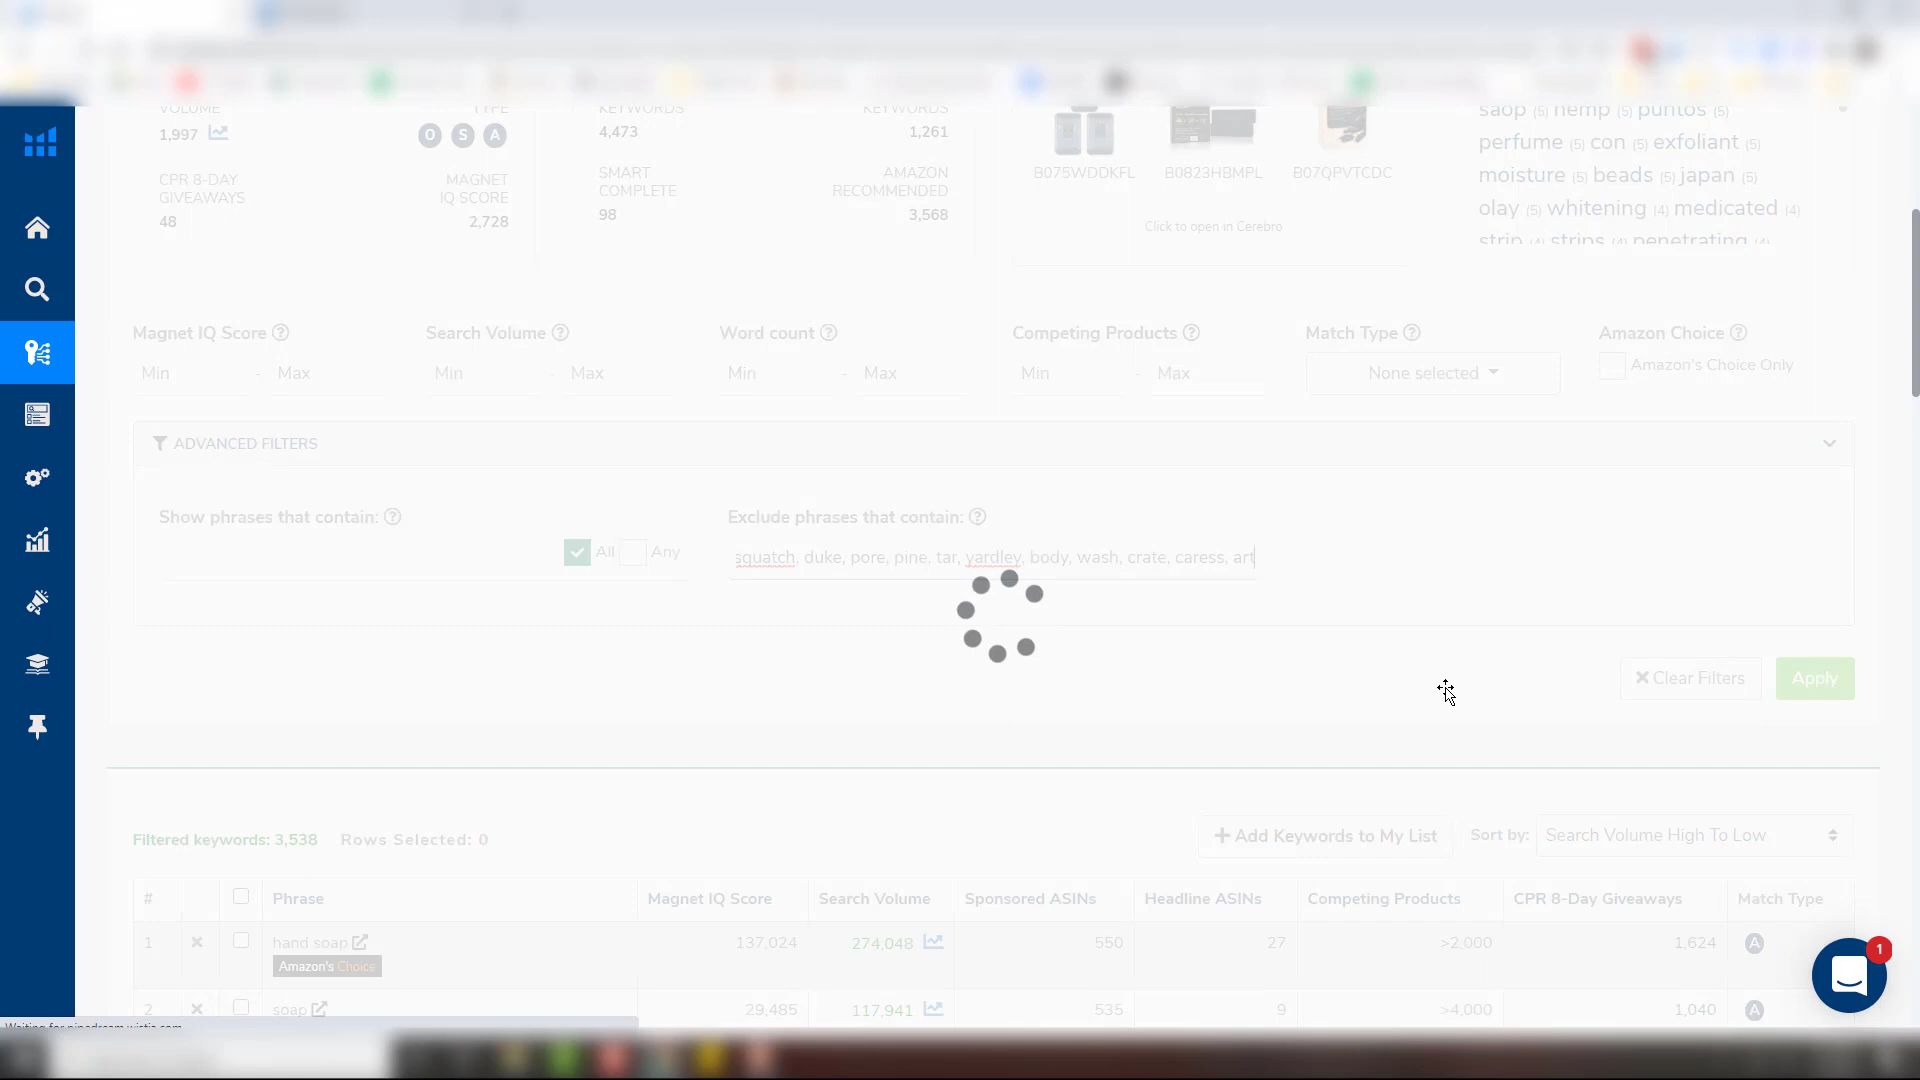 VOLUME TYPE
1,997 O S A
CPR 8-DAY
GIVEAWAYS
48
MAGNET
IQ SCORE
2,728
KEYWORDS KEYWORDS
4,473 1,261
SMART
COMPLETE
98
AMAZON
RECOMMENDED
3,568
B075WDDKFL B0823HBMPL B07QPVTCDC
Click to open in Cerebro
saop (5) hemp (5) puntos (5)
perfume (5) con (5) exfoliant (5)
moisture (5) beads (5) japan (5)
olay (5) whitening (4) medicated (4)
strip (4) strips (4) penetrating (4)
Magnet IQ Score Search Volume Word count Competing Products Match Type Amazon Choice
Min - Max Min - Max Min - Max Min - Max None selected Amazon's Choice Only
ADVANCED FILTERS
Show phrases that contain: Exclude phrases that contain:
All Any squatch, duke, pore, pine, tar, yardley, body, wash, crate, caress, art
Clear Filters Apply
Filtered keywords: 3,538 Rows Selected: 0 + Add Keywords to My List Sort by: Search Volume High To Low
# Phrase Magnet IQ Score Search Volume Sponsored ASINs Headline ASINs Competing Products CPR 8-Day Giveaways Match Type
1 hand soap 137,024 274,048 550 27 >2,000 1,624 A
Amazon's Choice
2 soap 29,485 117,941 535 9 >4,000 1,040 A
1